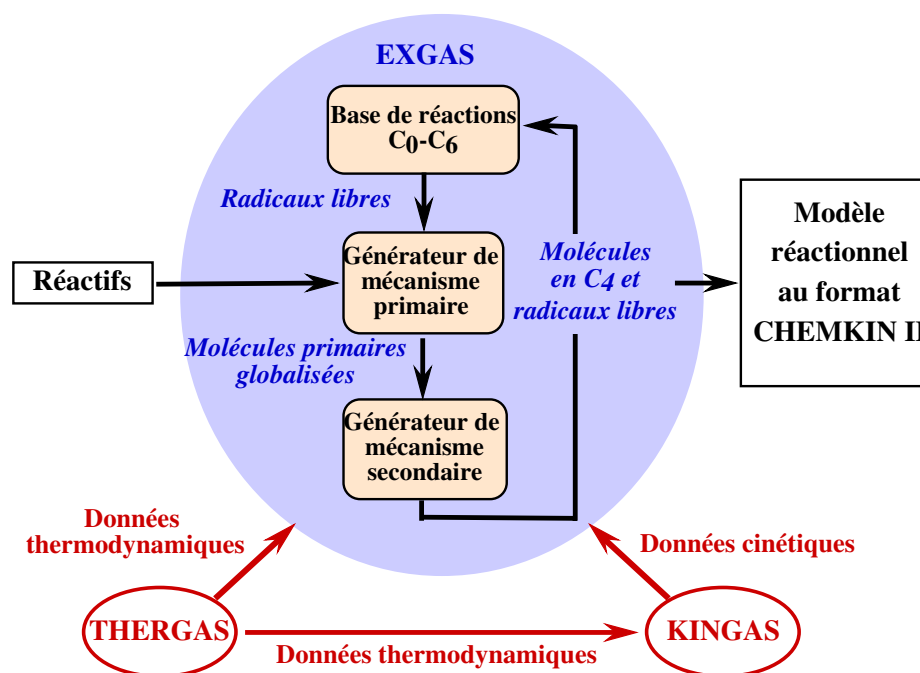 EXGAS
Base de réactions
C0-C6
Radicaux libres
Réactifs
Générateur de
mécanisme
primaire
Molécules
en C4 et
radicaux libres
Modèle
réactionnel
au format
CHEMKIN II
Molécules primaires
globalisées
Générateur de
mécanisme
secondaire
Données
thermodynamiques
Données cinétiques
THERGAS
KINGAS
Données thermodynamiques